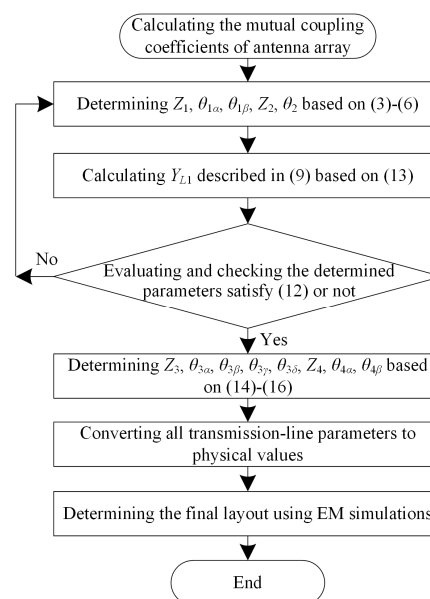 Calculating the mutual coupling
coefficients of antenna array
Determining Z₁, θ₁α, θ₁β, Z₂, θ₂ based on (3)-(6)
Calculating Y_L1 described in (9) based on (13)
No
Evaluating and checking the determined
parameters satisfy (12) or not
Yes
Determining Z₃, θ₃α, θ₃β, θ₃γ, θ₃δ, Z₄, θ₄α, θ₄β based
on (14)-(16)
Converting all transmission-line parameters to
physical values
Determining the final layout using EM simulations
End